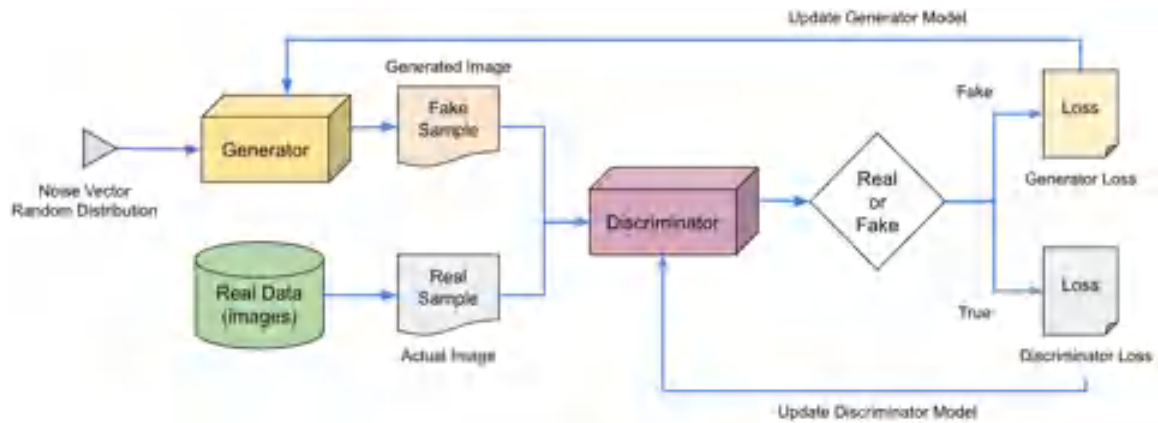 Update Generator Model
Generated Image
Fake
Sample
Fake
Loss
Generator
Noise Vector
Random Distribution
Generator Loss
Real
or
Fake
Discriminator
Real Data
(images)
Real
Sample
Loss
True
Actual Image
Discriminator Loss
Update Discriminator Model